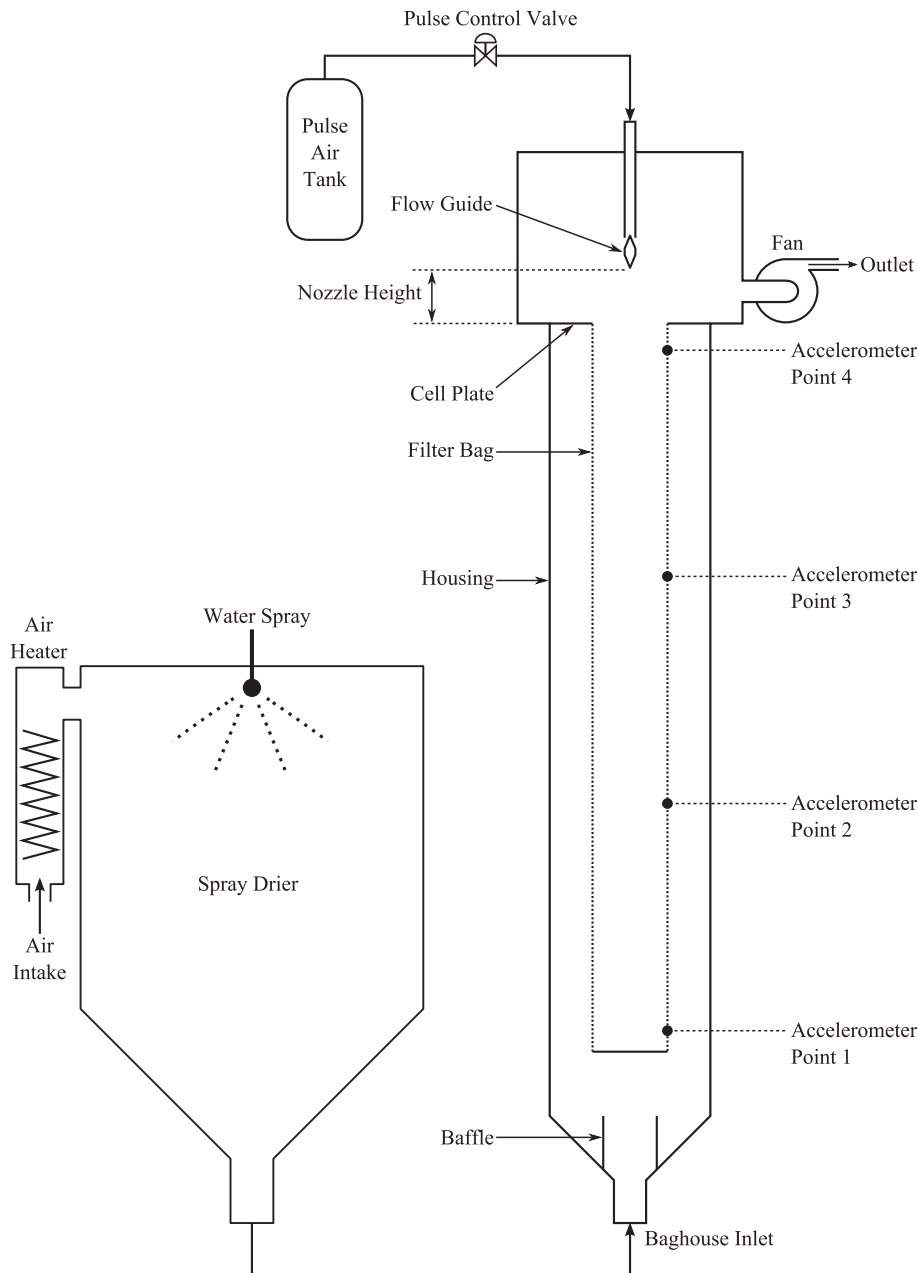 Pulse Control Valve
Pulse
Air
Tank
Flow Guide
Fan
Outlet
Nozzle Height
Accelerometer
Point 4
Cell Plate
Filter Bag
Housing
Accelerometer
Point 3
Water Spray
Air
Heater
Accelerometer
Point 2
Spray Drier
Air
Intake
Accelerometer
Point 1
Baffle
Baghouse Inlet